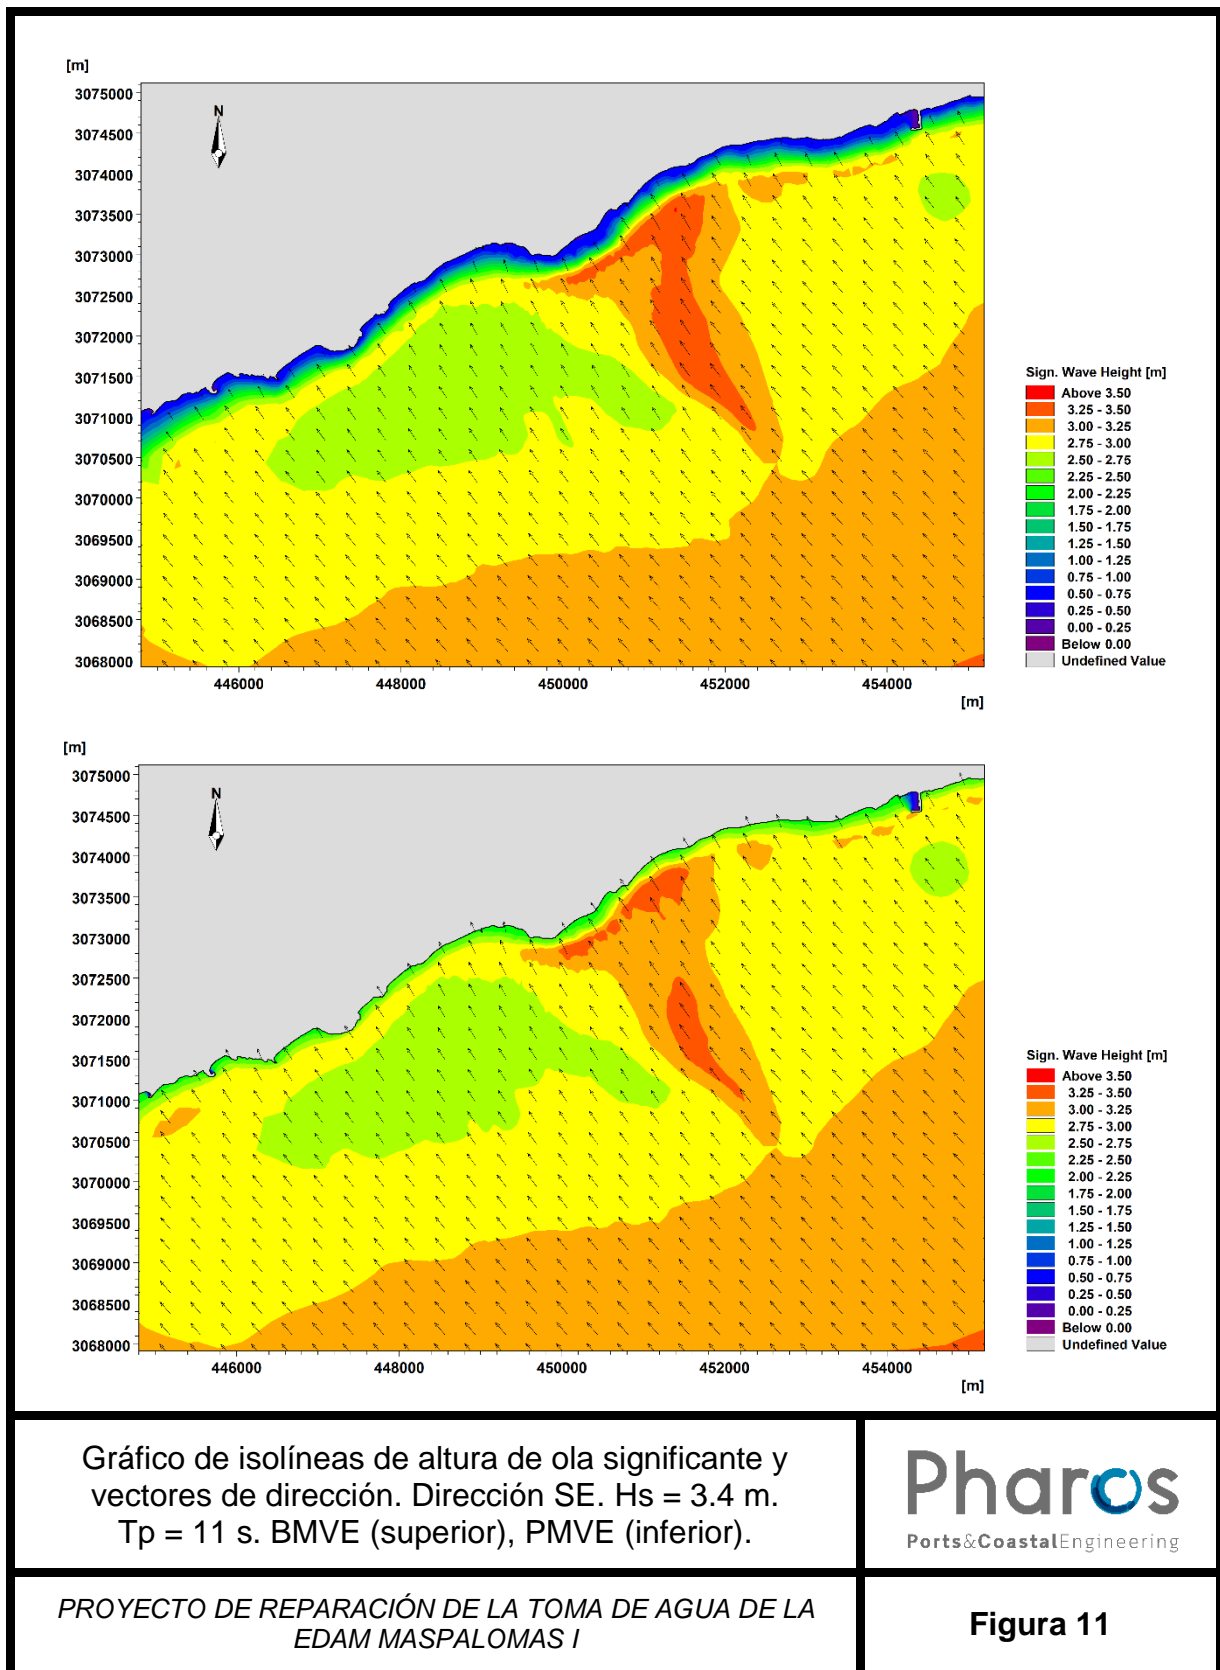 [m]
3075000
3074500
3074000
3073500
3073000
3072500
3072000
3071500
3071000
3070500
3070000
3069500
3069000
3068500
3068000
N
446000
448000
450000
452000
454000
[m]
Sign. Wave Height [m]
Above 3.50
3.25 - 3.50
3.00 - 3.25
2.75 - 3.00
2.50 - 2.75
2.25 - 2.50
2.00 - 2.25
1.75 - 2.00
1.50 - 1.75
1.25 - 1.50
1.00 - 1.25
0.75 - 1.00
0.50 - 0.75
0.25 - 0.50
0.00 - 0.25
Below 0.00
Undefined Value
[m]
3075000
3074500
3074000
3073500
3073000
3072500
3072000
3071500
3071000
3070500
3070000
3069500
3069000
3068500
3068000
N
446000
448000
450000
452000
454000
[m]
Sign. Wave Height [m]
Above 3.50
3.25 - 3.50
3.00 - 3.25
2.75 - 3.00
2.50 - 2.75
2.25 - 2.50
2.00 - 2.25
1.75 - 2.00
1.50 - 1.75
1.25 - 1.50
1.00 - 1.25
0.75 - 1.00
0.50 - 0.75
0.25 - 0.50
0.00 - 0.25
Below 0.00
Undefined Value
Gráfico de isolíneas de altura de ola significante y
vectores de dirección. Dirección SE. Hs = 3.4 m.
Tp = 11 s. BMVE (superior), PMVE (inferior).
Pharos
Ports&CoastalEngineering
PROYECTO DE REPARACIÓN DE LA TOMA DE AGUA DE LA
EDAM MASPALOMAS I
Figura 11